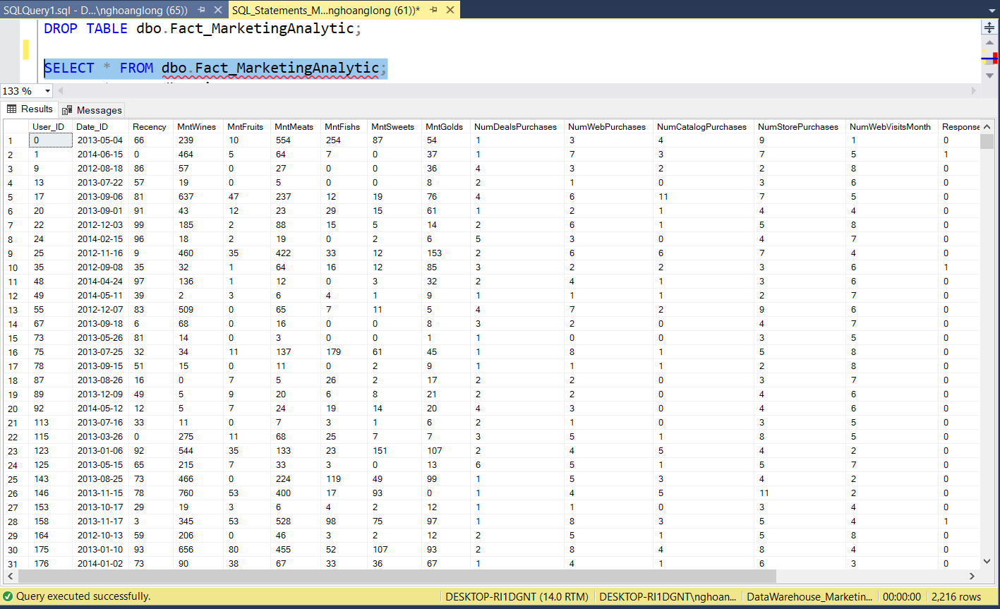 SQLQuery1.sql - D...\nghoanglong (65))
SQL_Statements_M...nghoanglong (61))*
DROP TABLE dbo.Fact_MarketingAnalytic;
SELECT * FROM dbo.Fact_MarketingAnalytic;
133 %
Results Messages
User_ID Date_ID Recency MntWines MntFruits MntMeats MntFishs MntSweets MntGolds NumDealsPurchases NumWebPurchases NumCatalogPurchases NumStorePurchases NumWebVisitsMonth Response
1 0 2013-05-04 66 239 10 554 254 87 54 1 3 4 9 1 0
2 1 2014-06-15 0 464 5 64 7 0 37 1 7 3 7 5 1
3 9 2012-08-18 86 57 0 27 0 0 36 4 3 2 2 8 0
4 13 2013-07-22 57 19 0 5 0 0 8 2 1 0 3 6 0
5 17 2013-09-06 81 637 47 237 12 19 76 4 6 11 7 5 0
6 20 2013-09-01 91 43 12 23 29 15 61 1 2 1 4 4 0
7 22 2012-12-03 99 185 2 88 15 5 14 2 6 1 5 8 0
8 24 2014-02-15 96 18 2 19 0 2 6 5 3 0 4 7 0
9 25 2012-11-16 9 460 35 422 33 12 153 2 6 6 7 4 0
10 35 2012-09-08 35 32 1 64 16 12 85 3 2 2 3 6 1
11 48 2014-04-24 97 136 1 12 0 3 32 2 4 1 3 6 0
12 49 2014-05-11 39 2 3 6 4 1 9 1 1 1 2 7 0
13 55 2012-12-07 83 509 0 65 7 11 5 4 7 2 9 6 0
14 67 2013-09-18 6 68 0 16 0 0 8 3 2 0 4 7 0
15 73 2013-05-26 81 14 0 3 0 0 1 1 0 0 3 5 0
16 75 2013-07-25 32 34 11 137 179 61 45 1 8 1 5 8 0
17 78 2013-09-15 51 15 0 11 0 2 9 1 1 1 2 8 0
18 87 2013-08-26 16 0 7 5 26 2 17 2 2 0 3 7 0
19 89 2013-12-09 49 5 9 20 6 8 21 2 2 0 4 6 0
20 92 2014-05-12 12 5 7 24 19 14 20 4 3 0 4 6 0
21 113 2013-07-16 33 11 0 7 3 1 6 2 1 0 3 5 0
22 115 2013-03-26 0 275 11 68 25 7 7 3 5 1 8 5 0
23 123 2013-01-06 92 544 35 133 23 151 107 2 4 5 4 2 0
24 125 2013-05-15 65 215 7 33 3 0 13 6 5 1 5 7 0
25 143 2013-08-25 73 466 0 224 119 49 99 1 5 3 4 2 0
26 146 2013-11-15 78 760 53 400 17 93 0 1 4 5 11 2 0
27 153 2013-10-17 29 19 3 6 4 2 12 1 1 0 3 4 0
28 158 2013-11-17 3 345 53 528 98 75 97 1 8 3 5 4 1
29 164 2012-10-13 59 206 0 46 3 2 12 2 5 1 5 8 0
30 175 2013-01-10 93 656 80 455 52 107 93 2 8 4 8 4 0
31 176 2014-01-02 73 90 38 67 33 36 67 1 4 1 6 3 0
Query executed successfully. DESKTOP-RI1DGNT (14.0 RTM) DESKTOP-RI1DGNT\nghoan... DataWarehouse_Marketin... 00:00:00 2,216 rows